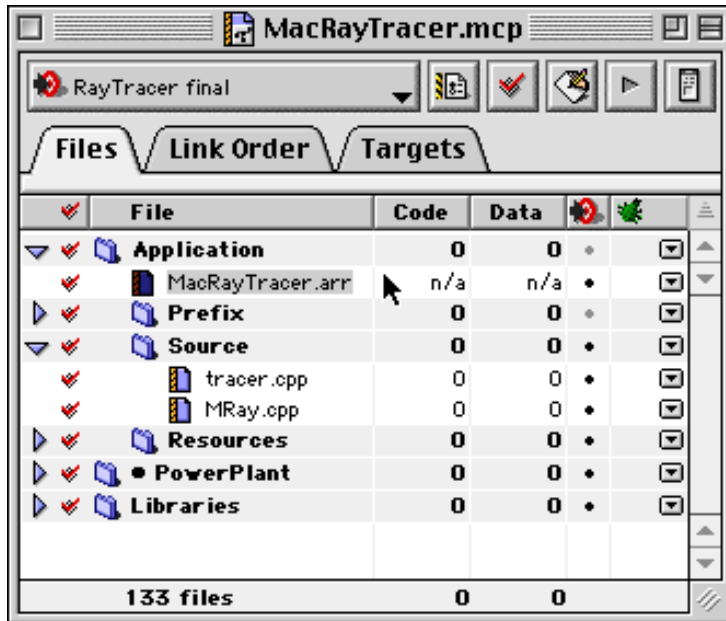 MacRayTracer.mcp
RayTracer final
Files Link Order Targets
File Code Data
Application 0 0
MacRayTracer.arr n/a n/a
Prefix 0 0
Source 0 0
tracer.cpp 0 0
MRay.cpp 0 0
Resources 0 0
• PowerPlant 0 0
Libraries 0 0
133 files 0 0